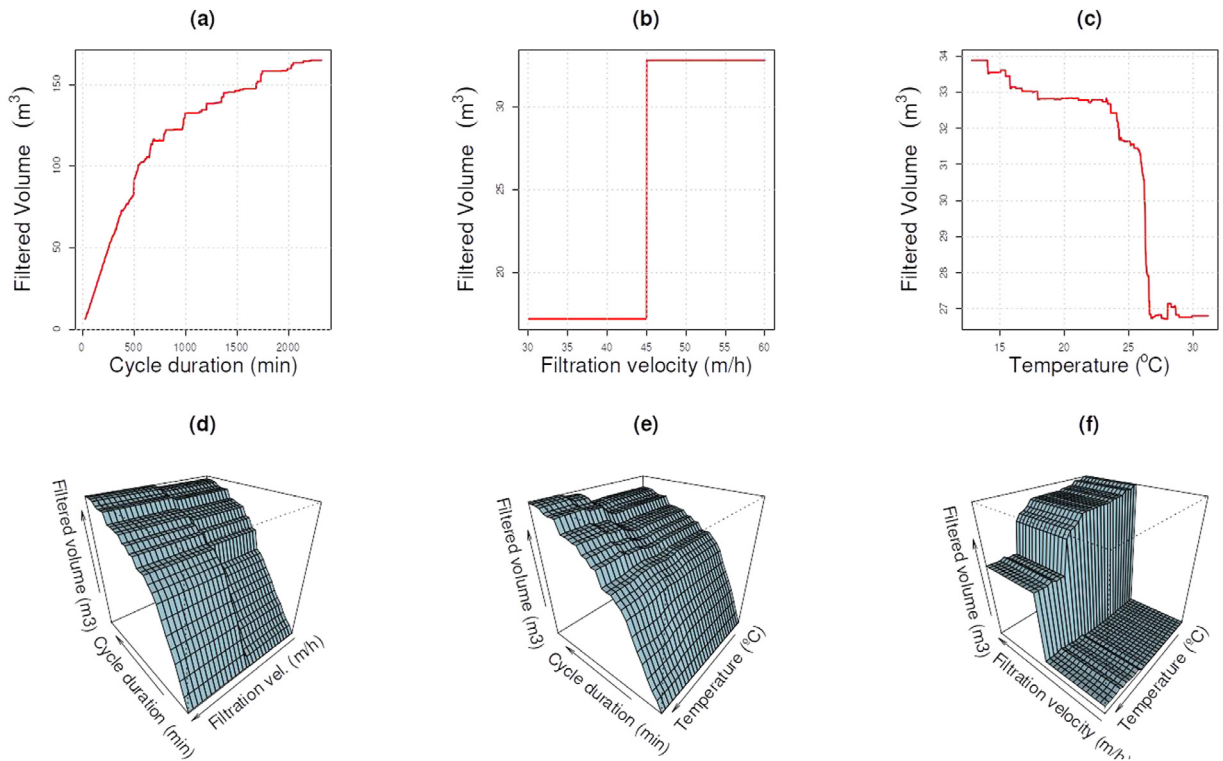 (a)
(b)
(c)
Filtered Volume (m3)
0
50
100
150
0
500
1000
1500
2000
Cycle duration (min)
Filtered Volume (m3)
20
25
30
30
35
40
45
50
55
60
Filtration velocity (m/h)
Filtered Volume (m3)
27
28
29
30
31
32
33
34
15
20
25
30
Temperature (ºC)
(d)
(e)
(f)
Filtered volume (m3)
Cycle duration (min)
Filtration vel. (m/h)
Filtered volume (m3)
Cycle duration (min)
Temperature (ºC)
Filtered volume (m3)
Filtration velocity (m/h)
Temperature (ºC)